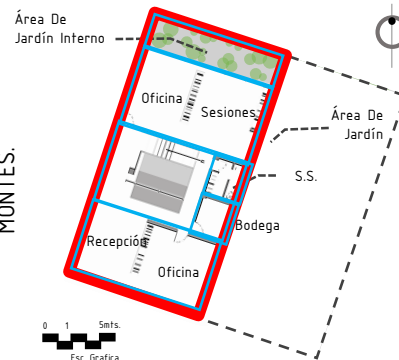 Área De
Jardín Interno
Oficina
Sesiones
Área De
Jardín
S.S.
MONTES.
Bodega
Recepción
Oficina
0 1 5mts.
Esc. Grafica